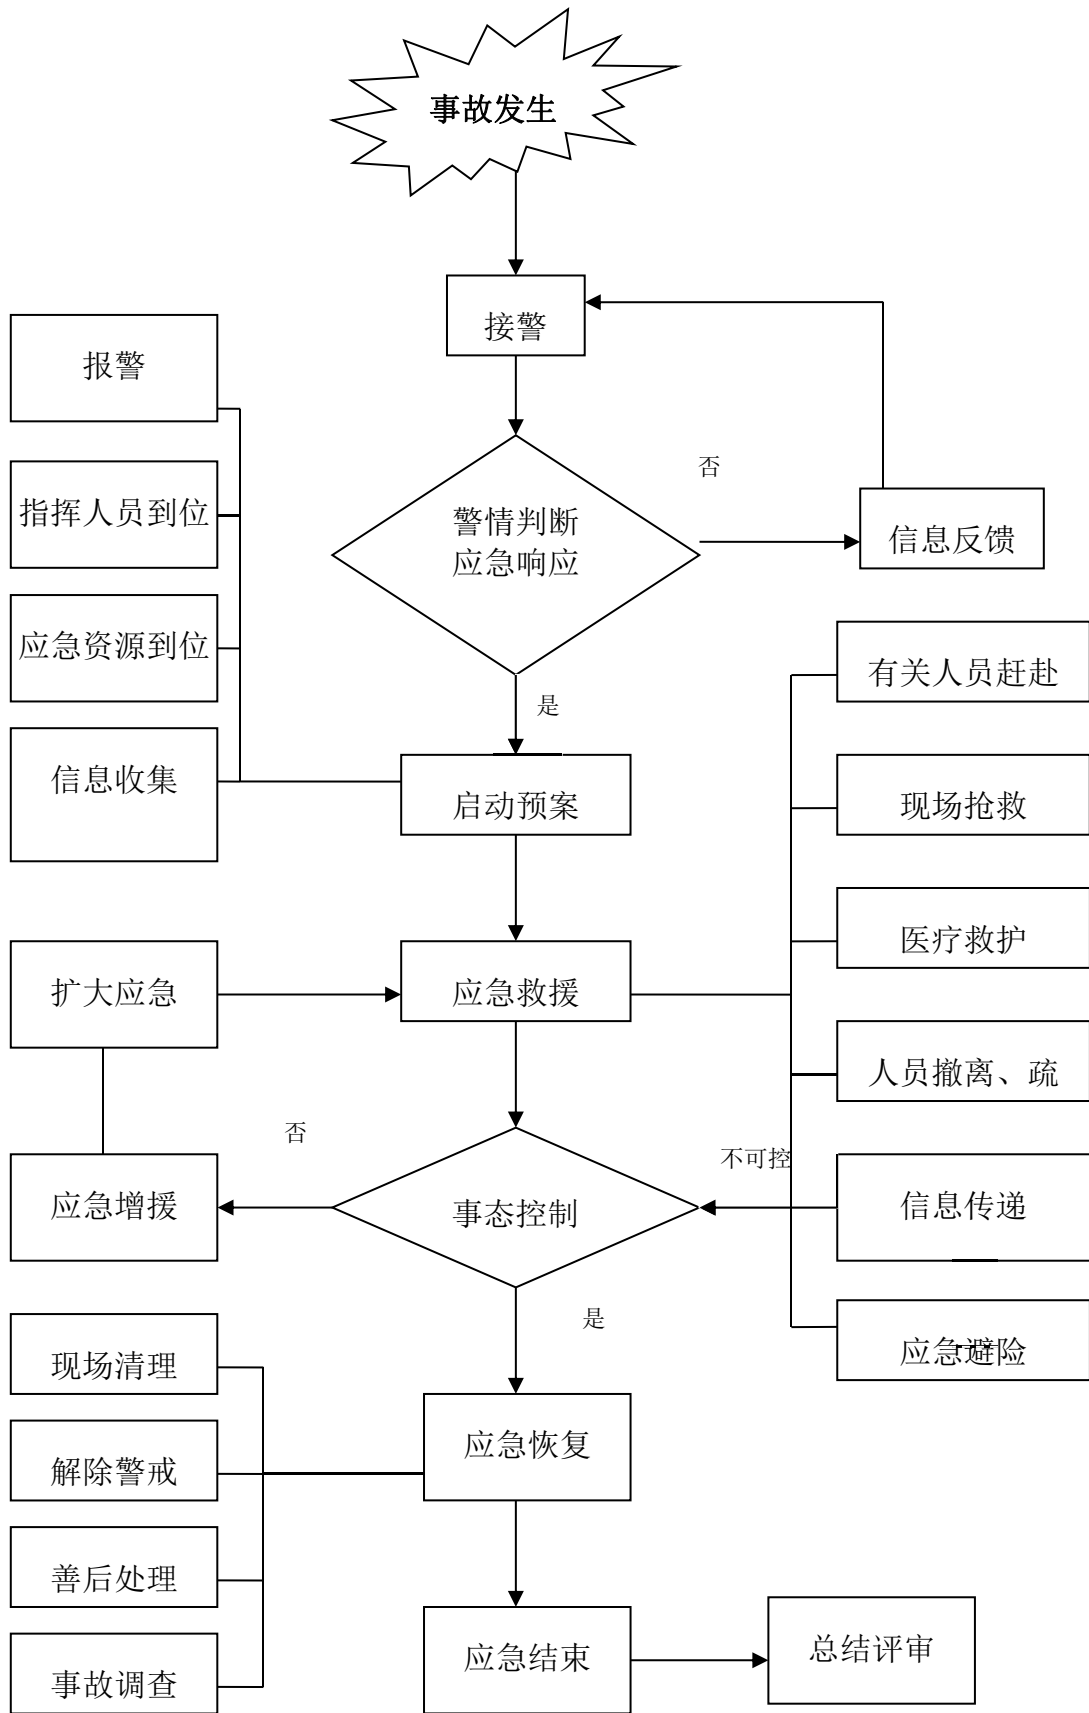 事故发生
接警
报警
否
指挥人员到位
警情判断
应急响应
信息反馈
应急资源到位
有关人员赶赴
是
信息收集
启动预案
现场抢救
医疗救护
扩大应急
应急救援
人员撤离、疏
否
不可控
应急增援
事态控制
信息传递
是
现场清理
应急避险
应急恢复
解除警戒
善后处理
应急结束
总结评审
事故调查